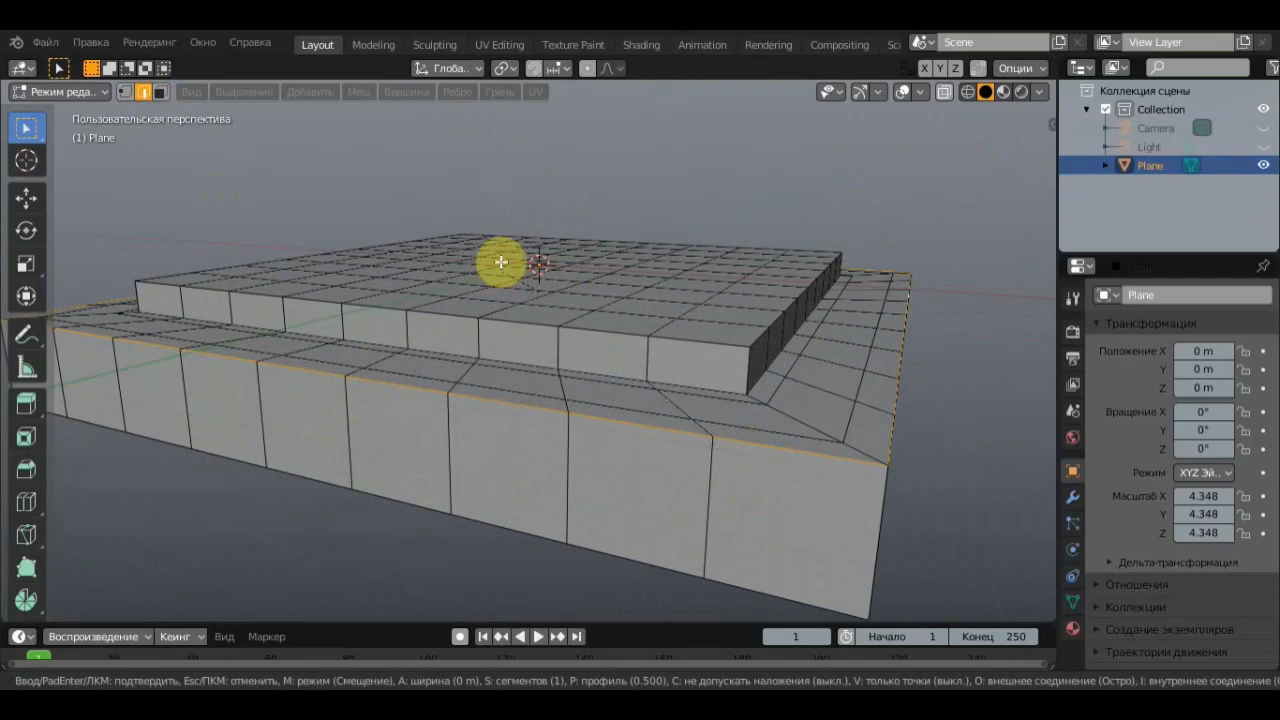 Файл Правка Рендеринг Окно Справка Layout Modeling Sculpting UV Editing Texture Paint Shading Animation Rendering Compositing Sc Scene View Layer
Глоба.. X Y Z Опции
Режим реда... Вид Выделение Добавить Меш Вершина Ребро Грань UV
Коллекция сцены
Collection
Camera
Light
Plane
Пользовательская перспектива
(1) Plane
Plane
Plane
Трансформация
Положение X 0 m
Y 0 m
Z 0 m
Вращение X 0°
Y 0°
Z 0°
Режим XYZ Эй..
Масштаб X 4.348
Y 4.348
Z 4.348
Дельта-трансформация
Отношения
Коллекции
Создание экземпляров
Траектории движения
Воспроизведение Кеинг Вид Маркер 1 Начало 1 Конец 250
Ввод/PadEnter/ЛКМ: подтвердить, Esc/ПКМ: отменить, M: режим (Смещение), A: ширина (0 m), S: сегментов (1), P: профиль (0.500), C: не допускать наложения (выкл.), V: только точки (выкл.), O: внешнее соединение (Остро), I: внутреннее соединение (О